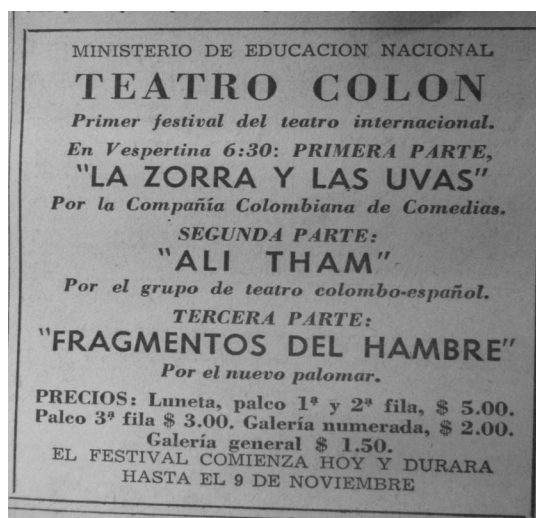 MINISTERIO DE EDUCACION NACIONAL
TEATRO COLON
Primer festival del teatro internacional.
En Vespertina 6:30: PRIMERA PARTE,
"LA ZORRA Y LAS UVAS"
Por la Compañía Colombiana de Comedias.
SEGUNDA PARTE:
"ALI THAM"
Por el grupo de teatro colombo-español.
TERCERA PARTE:
"FRAGMENTOS DEL HAMBRE"
Por el nuevo palomar.
PRECIOS: Luneta, palco 1ª y 2ª fila, $ 5.00.
Palco 3ª fila $ 3.00. Galería numerada, $ 2.00.
Galería general $ 1.50.
EL FESTIVAL COMIENZA HOY Y DURARA
HASTA EL 9 DE NOVIEMBRE